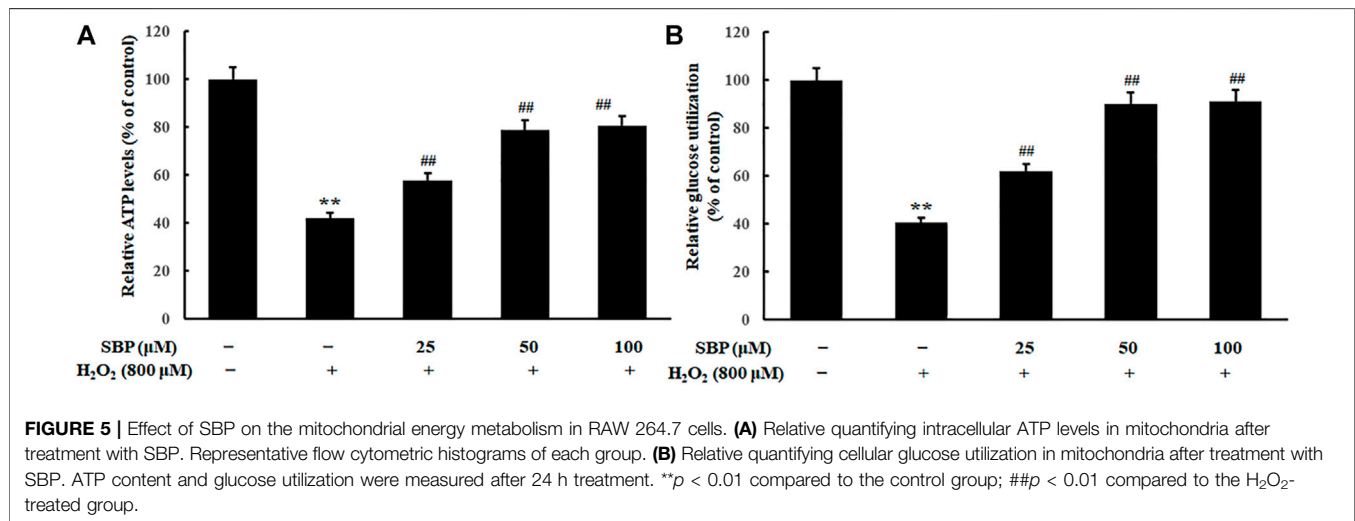 A
Relative ATP levels (% of control)
120
100
80
60
40
20
0
**
##
##
##
SBP (μM) – – 25 50 100
H₂O₂ (800 μM) – + + + +
B
Relative glucose utilization
(% of control)
120
100
80
60
40
20
0
**
##
##
##
SBP (μM) – – 25 50 100
H₂O₂ (800 μM) – + + + +
FIGURE 5 | Effect of SBP on the mitochondrial energy metabolism in RAW 264.7 cells. (A) Relative quantifying intracellular ATP levels in mitochondria after
treatment with SBP. Representative flow cytometric histograms of each group. (B) Relative quantifying cellular glucose utilization in mitochondria after treatment with
SBP. ATP content and glucose utilization were measured after 24 h treatment. **p < 0.01 compared to the control group; ##p < 0.01 compared to the H₂O₂-
treated group.